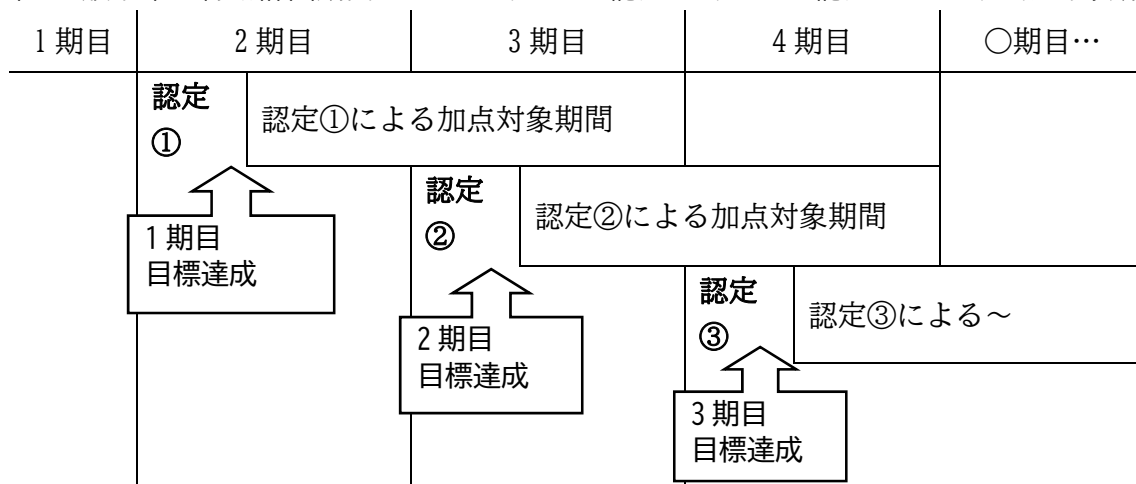 1期目 2期目 3期目 4期目 ○期目…
認定
①
認定①による加点対象期間
1期目
目標達成
認定
②
認定②による加点対象期間
2期目
目標達成
認定
③
認定③による～
3期目
目標達成